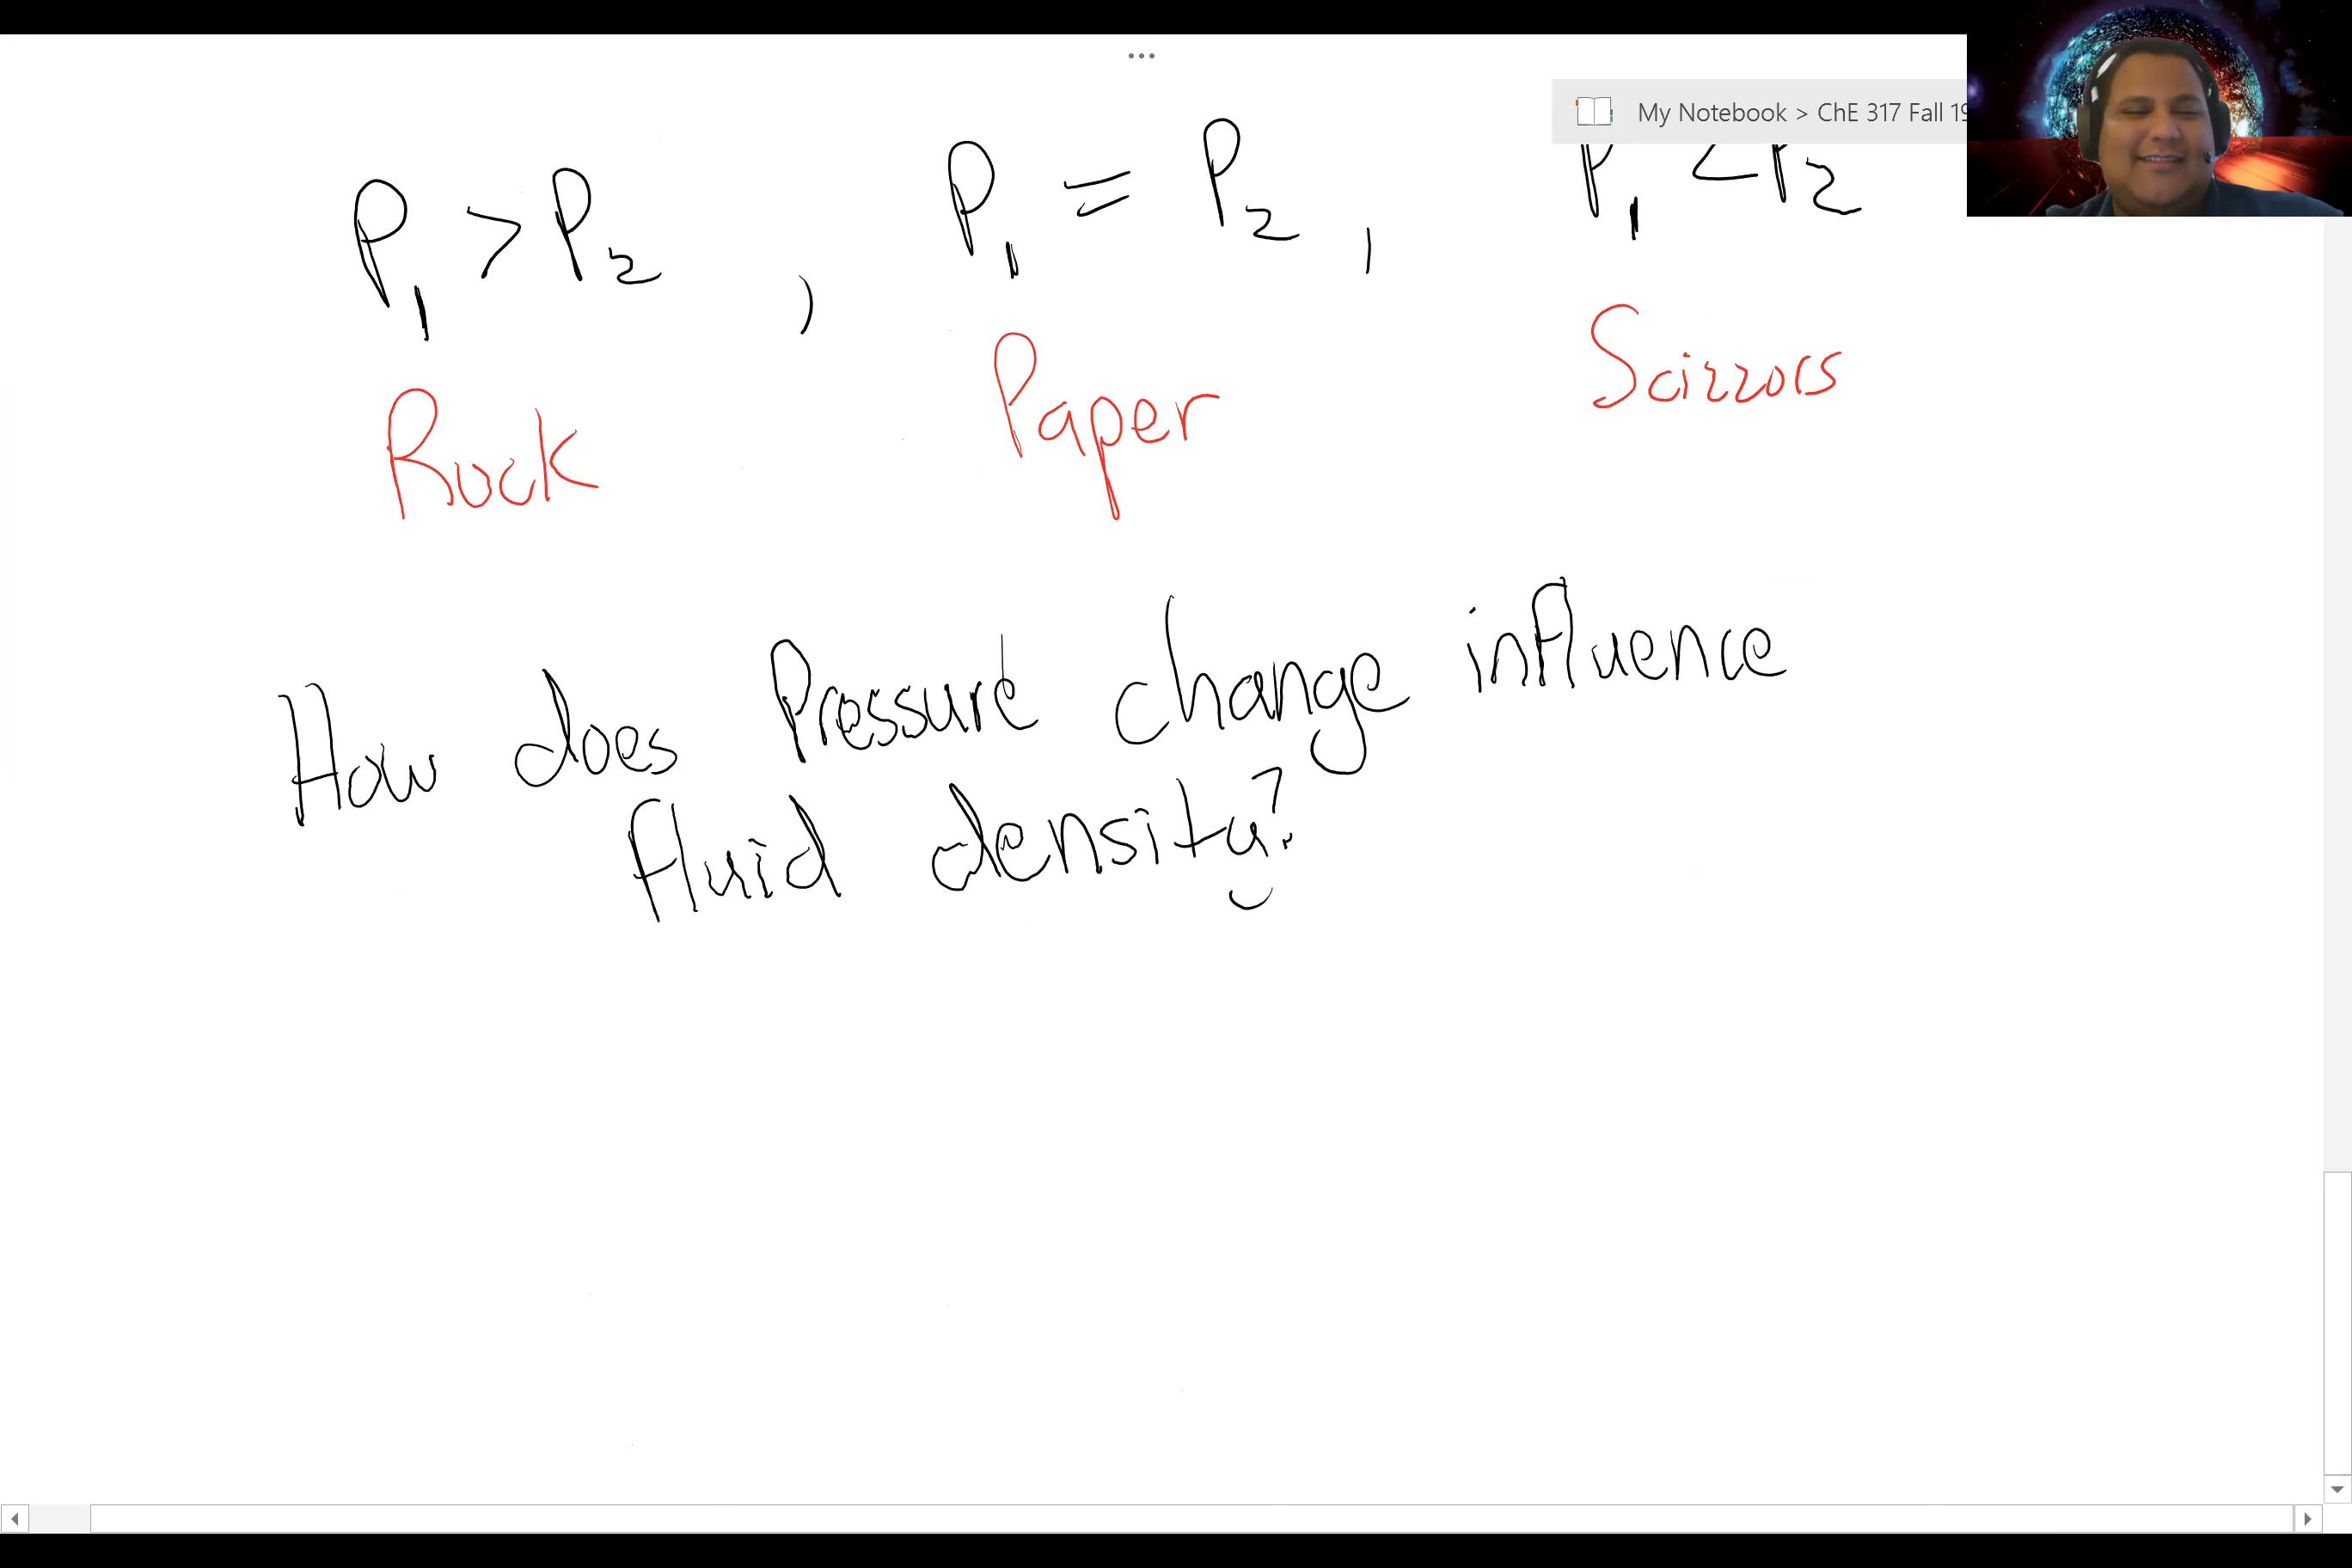 My Notebook > ChE 317 Fall 19
P1 > P2 , P1 = P2 , P1 < P2
Rock Paper Scizzors
How does Pressure change influence
fluid density?